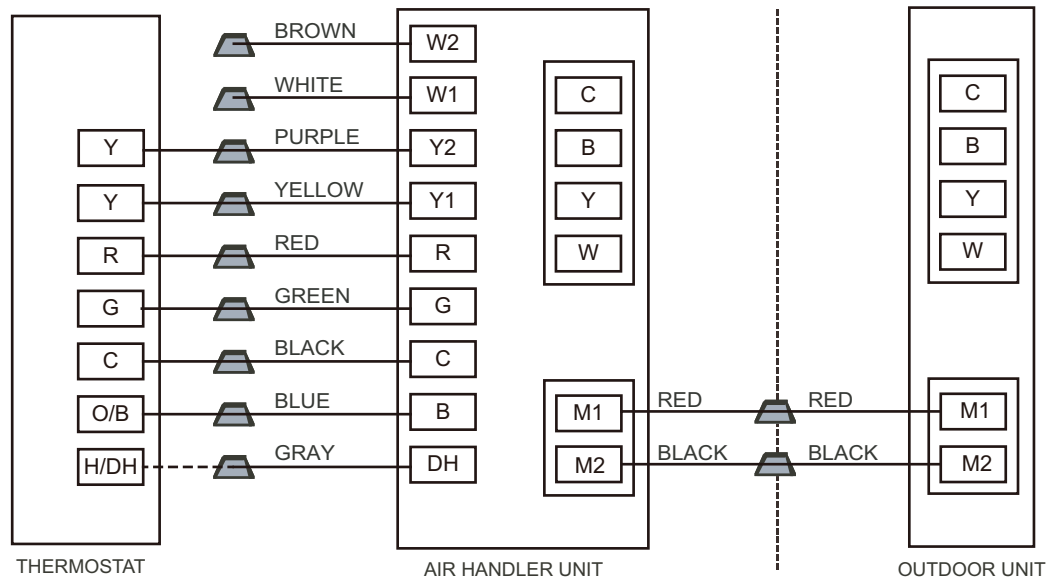 BROWN
W2
WHITE
W1
C
C
Y
PURPLE
Y2
B
B
Y
YELLOW
Y1
Y
Y
R
RED
R
W
W
G
GREEN
G
C
BLACK
C
O/B
BLUE
B
M1
RED
RED
M1
H/DH
GRAY
DH
M2
BLACK
BLACK
M2
THERMOSTAT
AIR HANDLER UNIT
OUTDOOR UNIT